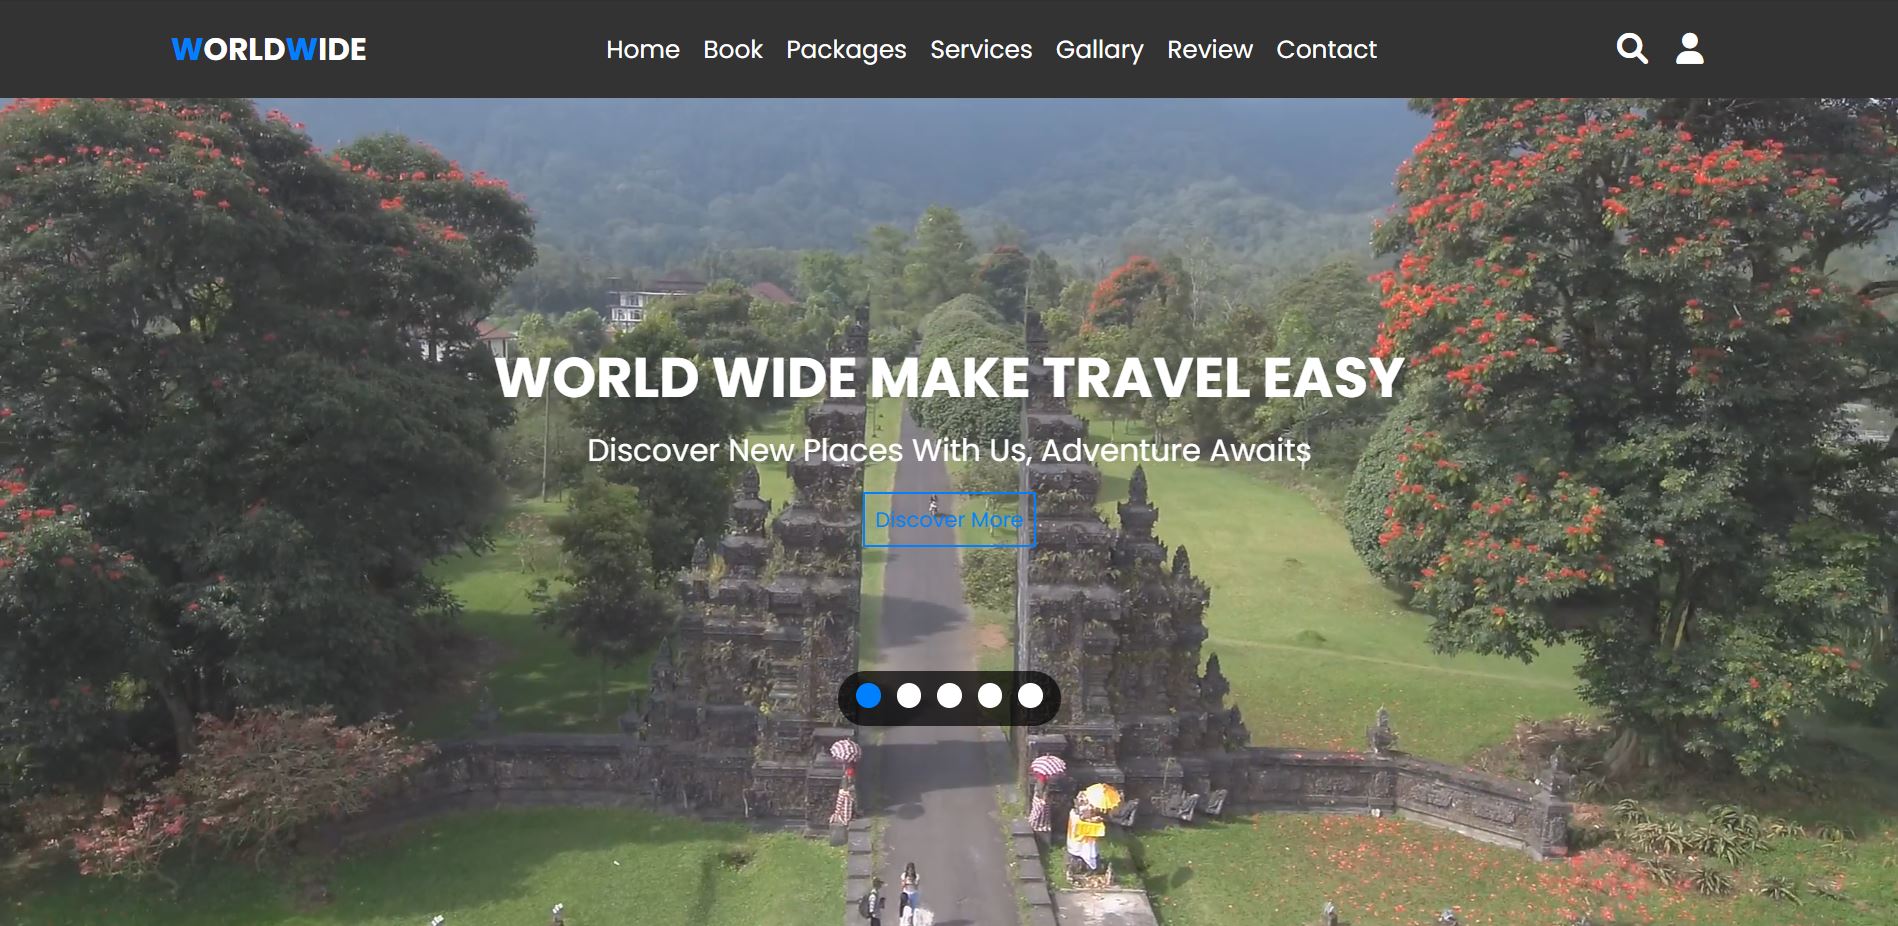 WORLDWIDE
Home Book Packages Services Gallary Review Contact
WORLD WIDE MAKE TRAVEL EASY
Discover New Places With Us, Adventure Awaits
Discover More